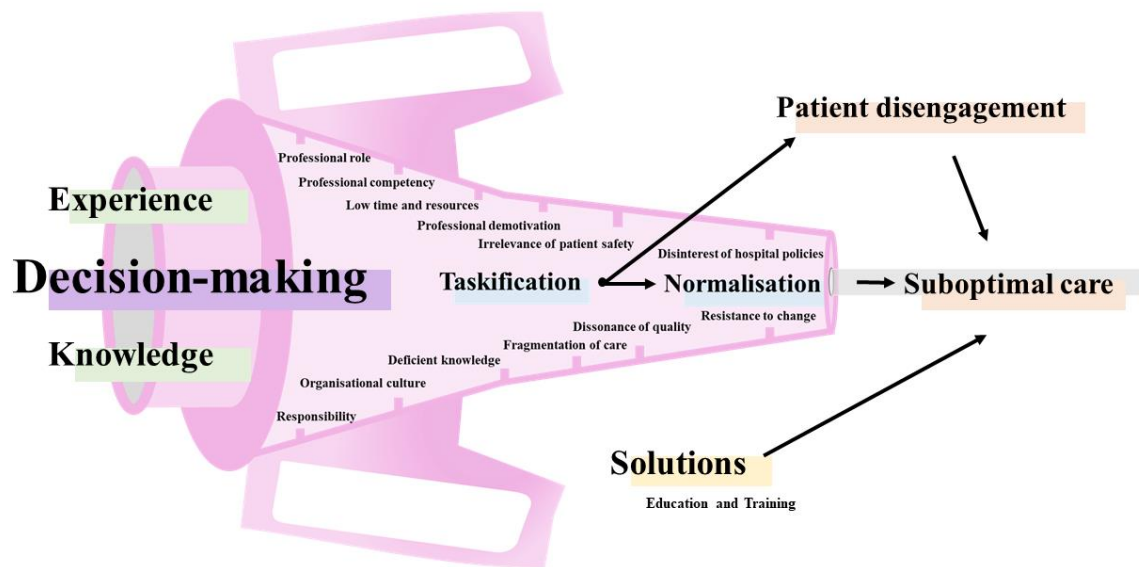 Patient disengagement
Professional role
Professional competency
Experience
Low time and resources
Professional demotivation
Irrelevance of patient safety
Disinterest of hospital policies
Decision-making
Taskification
Normalisation
Suboptimal care
Resistance to change
Dissonance of quality
Fragmentation of care
Knowledge
Deficient knowledge
Organisational culture
Responsibility
Solutions
Education and Training